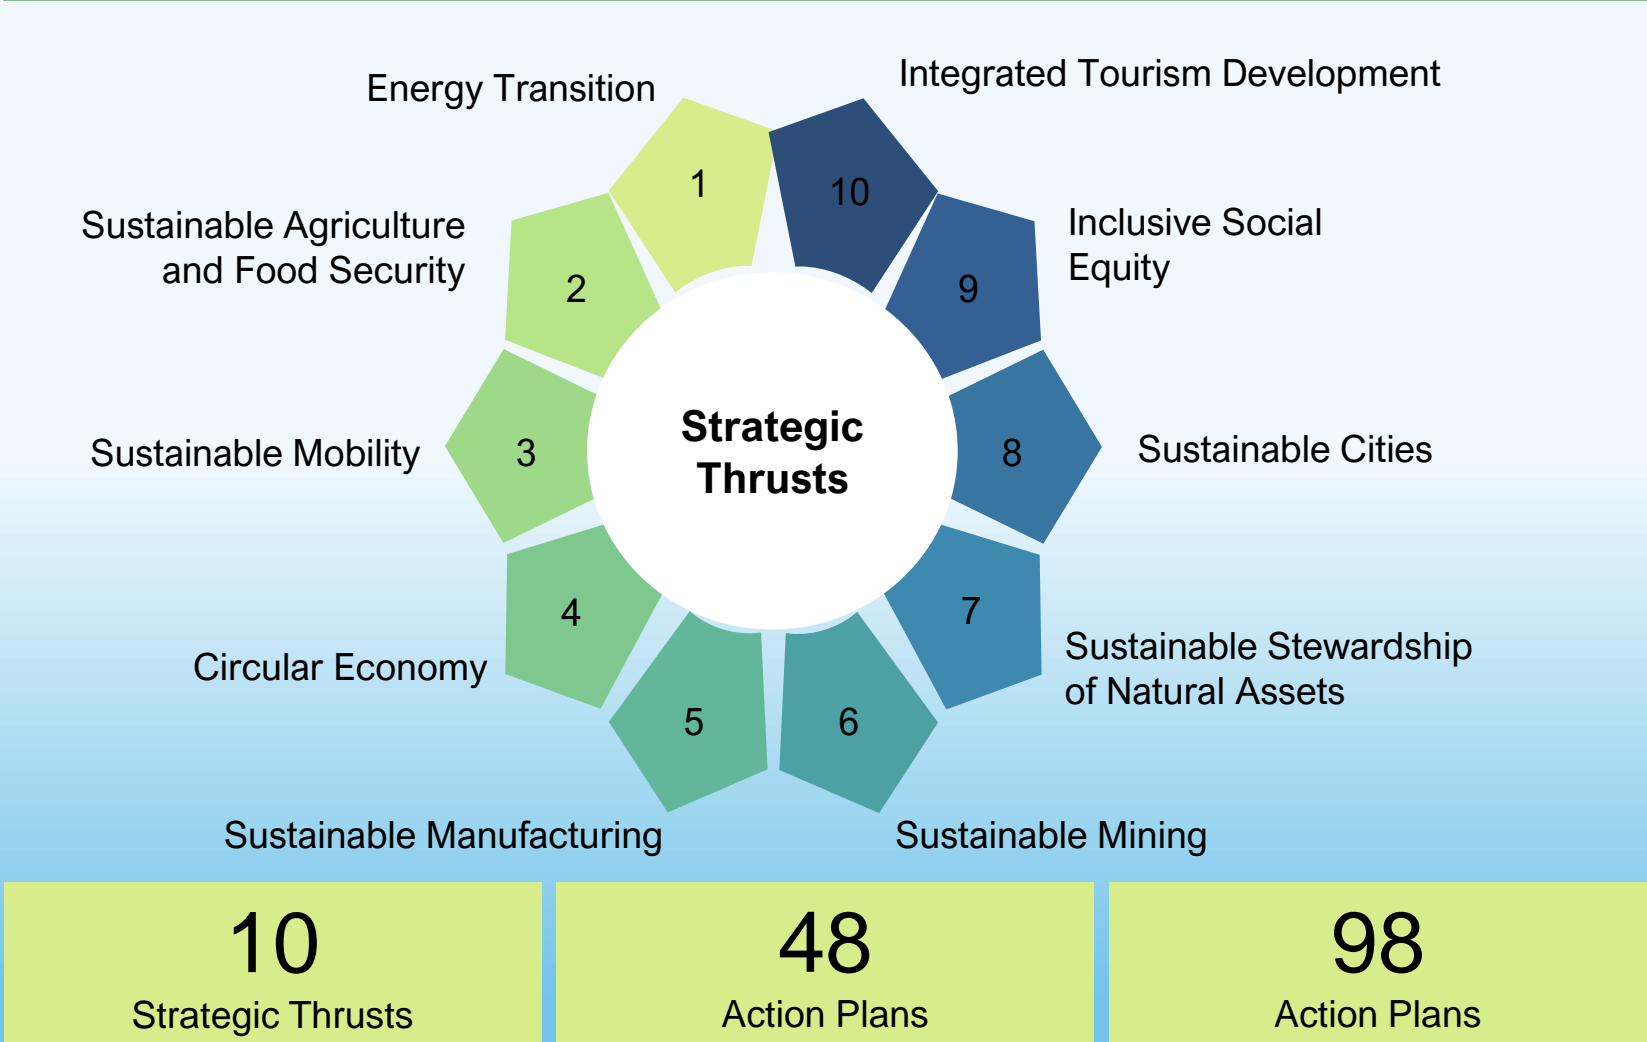 Energy Transition
Integrated Tourism Development
1
10
Sustainable Agriculture
and Food Security
2
9
Inclusive Social
Equity
Sustainable Mobility
3
Strategic
Thrusts
8
Sustainable Cities
Circular Economy
4
7
Sustainable Stewardship
of Natural Assets
5
6
Sustainable Manufacturing
Sustainable Mining
10
Strategic Thrusts
48
Action Plans
98
Action Plans